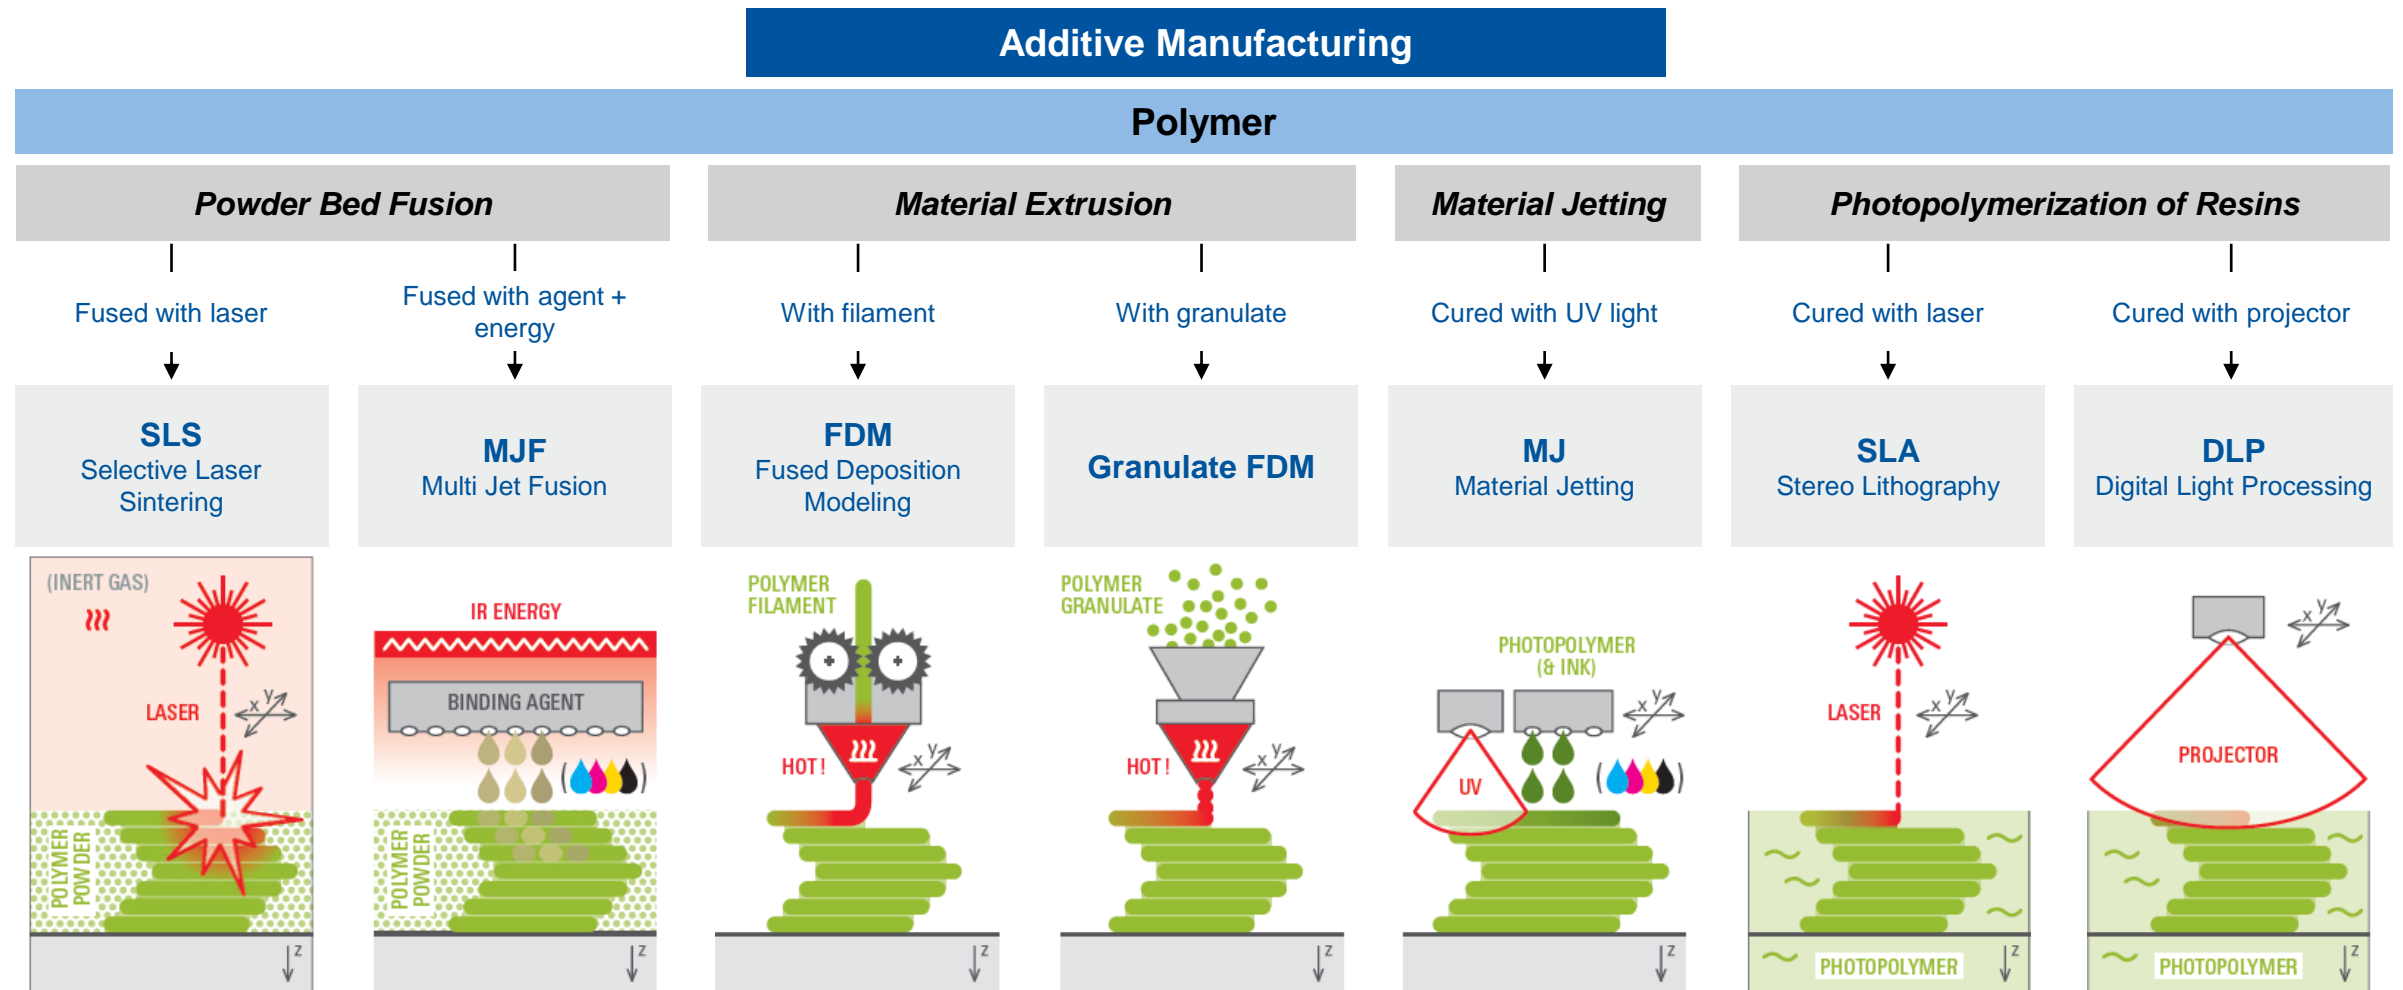 Additive Manufacturing
Polymer
Powder Bed Fusion
Material Extrusion
Material Jetting
Photopolymerization of Resins
Fused with laser
Fused with agent +
energy
With filament
With granulate
Cured with UV light
Cured with laser
Cured with projector
SLS
Selective Laser
Sintering
MJF
Multi Jet Fusion
FDM
Fused Deposition
Modeling
Granulate FDM
MJ
Material Jetting
SLA
Stereo Lithography
DLP
Digital Light Processing
(INERT GAS)
LASER
x y
POLYMER
POWDER
z
IR ENERGY
BINDING AGENT
POLYMER
POWDER
z
POLYMER
FILAMENT
HOT!
x y
z
POLYMER
GRANULATE
HOT!
x y
z
PHOTOPOLYMER
(& INK)
x y
UV
z
LASER
x y
PHOTOPOLYMER
z
x y
PROJECTOR
PHOTOPOLYMER
z